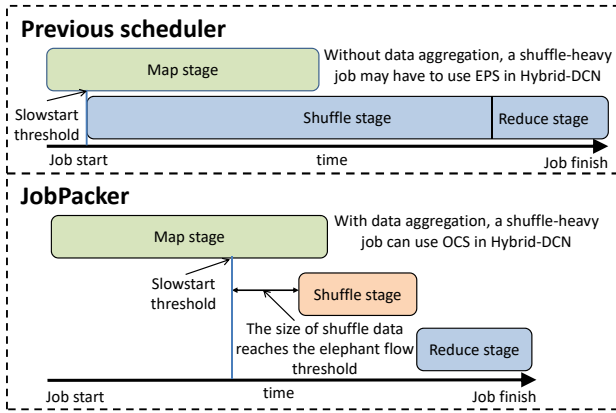 Previous scheduler
Map stage
Without data aggregation, a shuffle-heavy
job may have to use EPS in Hybrid-DCN
Slowstart
threshold
Shuffle stage
Reduce stage
Job start
time
Job finish
JobPacker
Map stage
With data aggregation, a shuffle-heavy
job can use OCS in Hybrid-DCN
Slowstart
threshold
Shuffle stage
The size of shuffle data
reaches the elephant flow
threshold
Reduce stage
Job start
time
Job finish